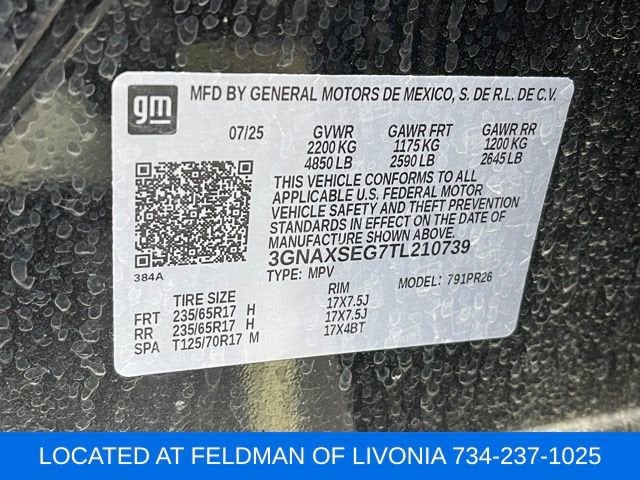 gm
MFD BY GENERAL MOTORS DE MEXICO, S. DE R.L. DE C.V.
07/25 GVWR GAWR FRT GAWR RR
2200 KG 1175 KG 1200 KG
4850 LB 2590 LB 2645 LB
THIS VEHICLE CONFORMS TO ALL
APPLICABLE U.S. FEDERAL MOTOR
VEHICLE SAFETY AND THEFT PREVENTION
STANDARDS IN EFFECT ON THE DATE OF
MANUFACTURE SHOWN ABOVE.
3GNAXSEG7TL210739
384A TYPE: MPV MODEL: 791PR26
TIRE SIZE RIM
FRT 235/65R17 H 17X7.5J
RR 235/65R17 H 17X7.5J
SPA T125/70R17 M 17X4BT
LOCATED AT FELDMAN OF LIVONIA 734-237-1025